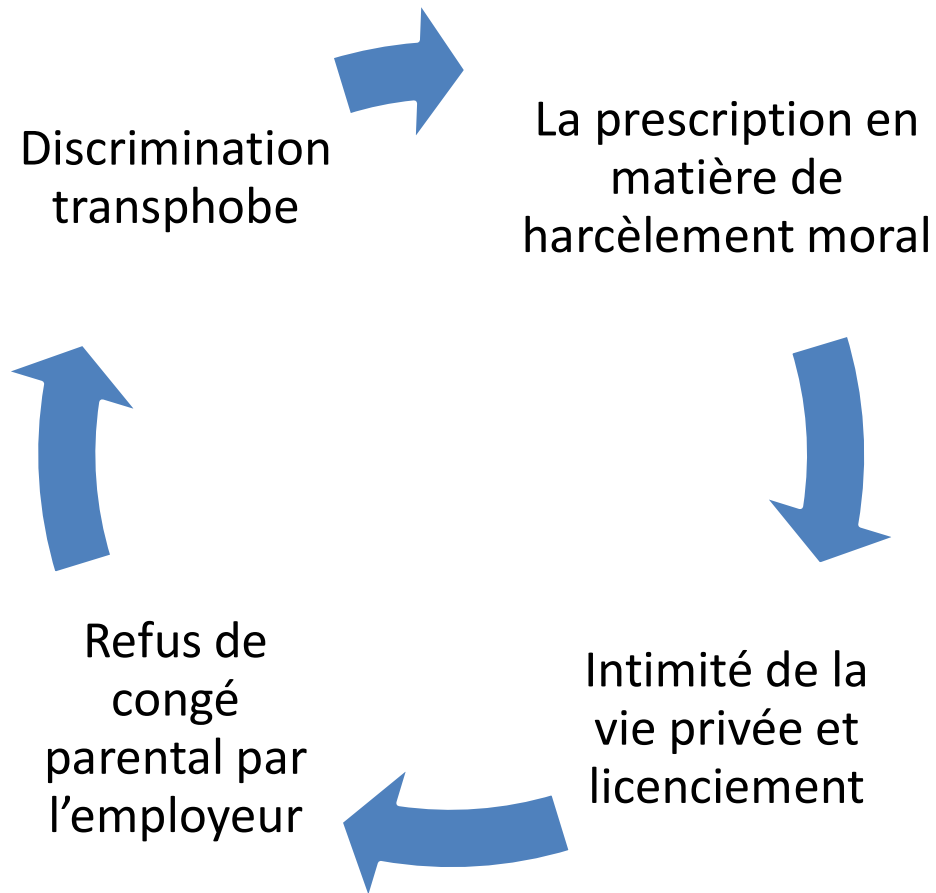 Discrimination
transphobe
La prescription en
matière de
harcèlement moral
Intimité de la
vie privée et
licenciement
Refus de
congé
parental par
l’employeur